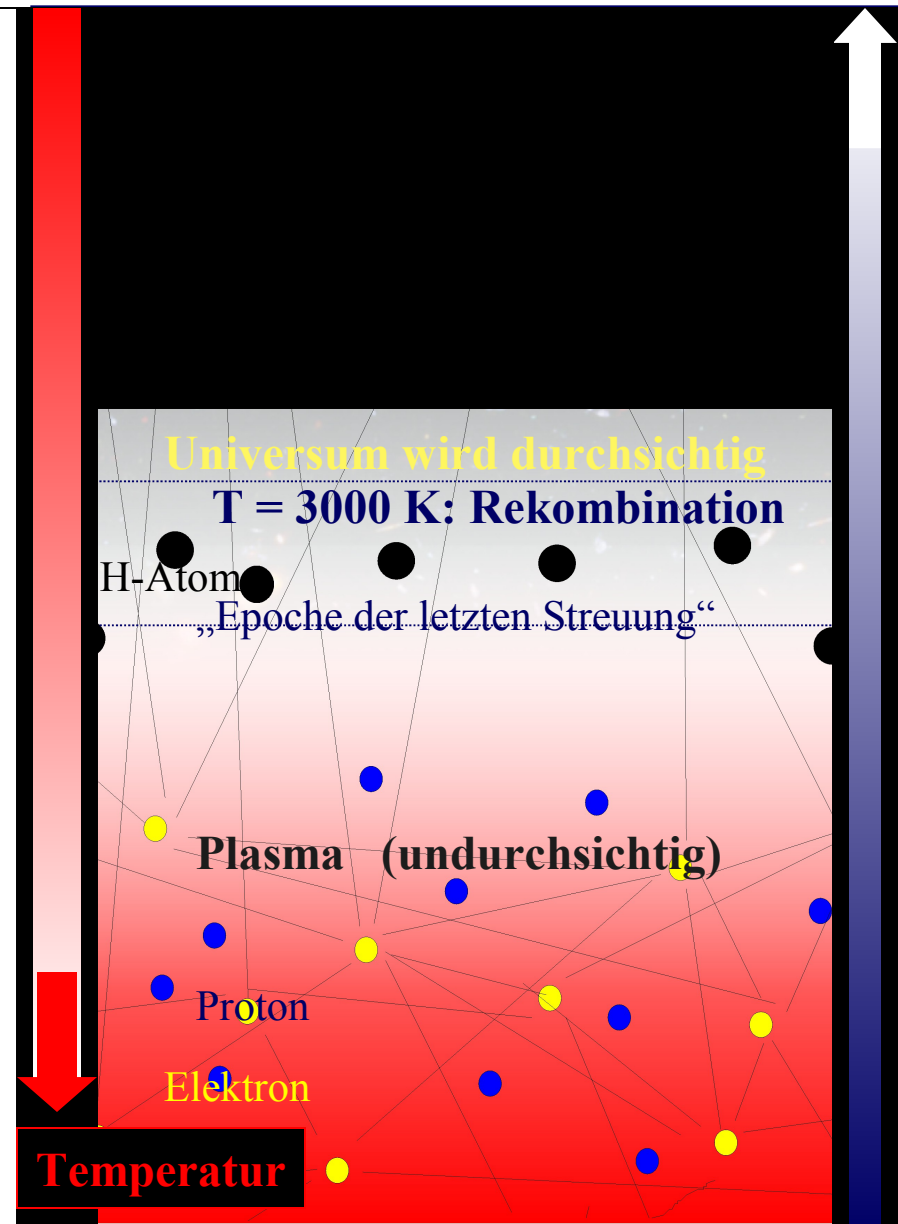 Universum wird durchsichtig
T = 3000 K: Rekombination
H-Atom
„Epoche der letzten Streuung“
Plasma (undurchsichtig)
Proton
Elektron
Temperatur